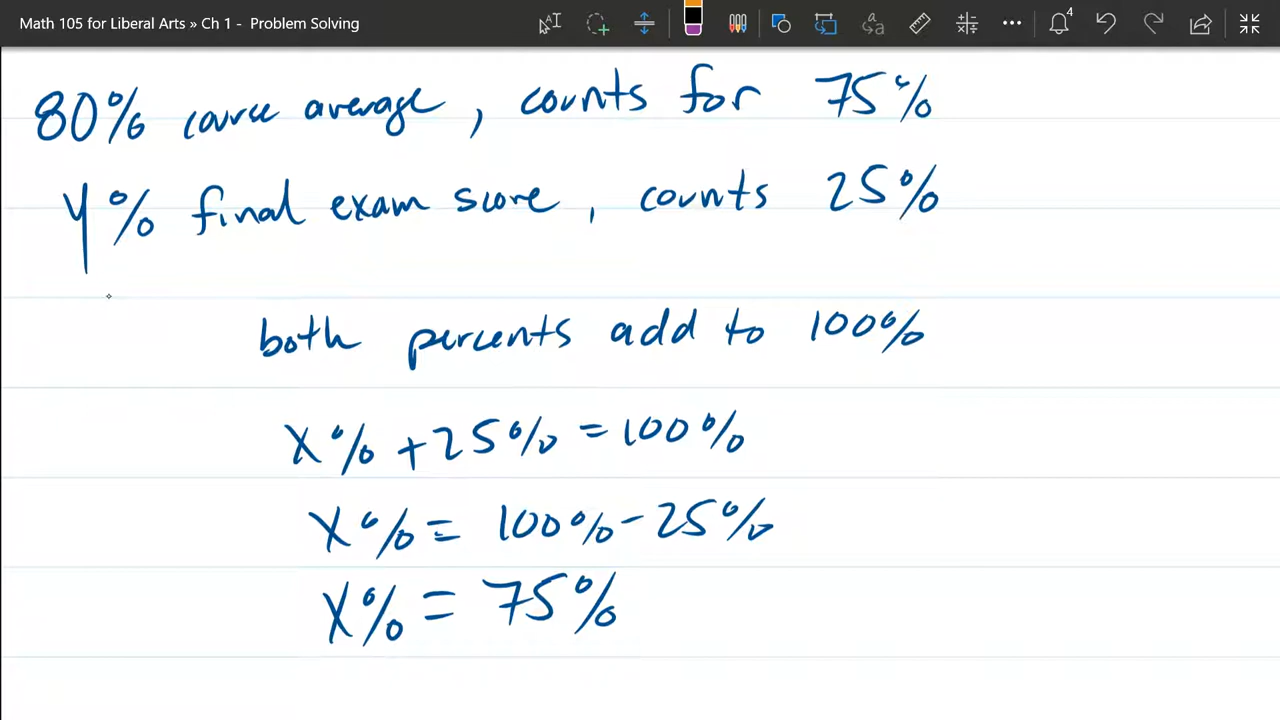 Math 105 for Liberal Arts » Ch 1 - Problem Solving
4
80% course average, counts for 75%
Y% final exam score, counts 25%
both percents add to 100%
X% + 25% = 100%
X% = 100% - 25%
X% = 75%